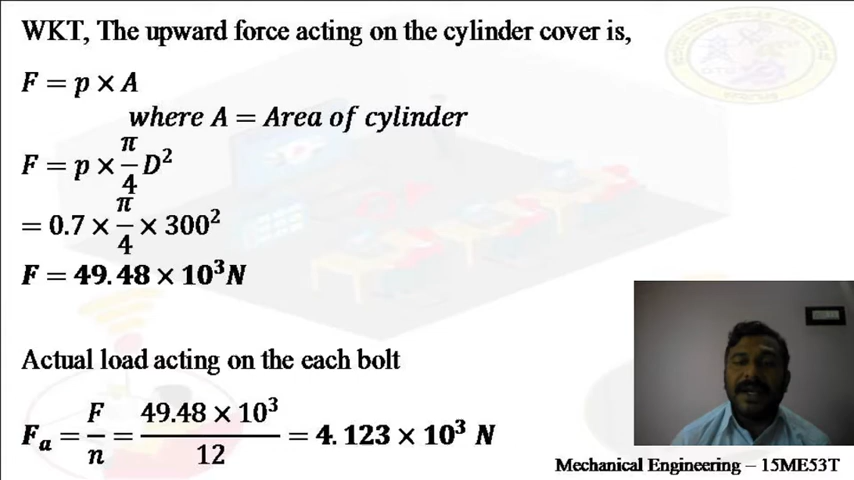 WKT, The upward force acting on the cylinder cover is,
F = p × A
where A = Area of cylinder
F = p × π/4 D²
= 0.7 × π/4 × 300²
F = 49.48 × 10³ N
Actual load acting on the each bolt
Fₐ = F/n = 49.48 × 10³/12 = 4.123 × 10³ N
Mechanical Engineering – 15ME53T